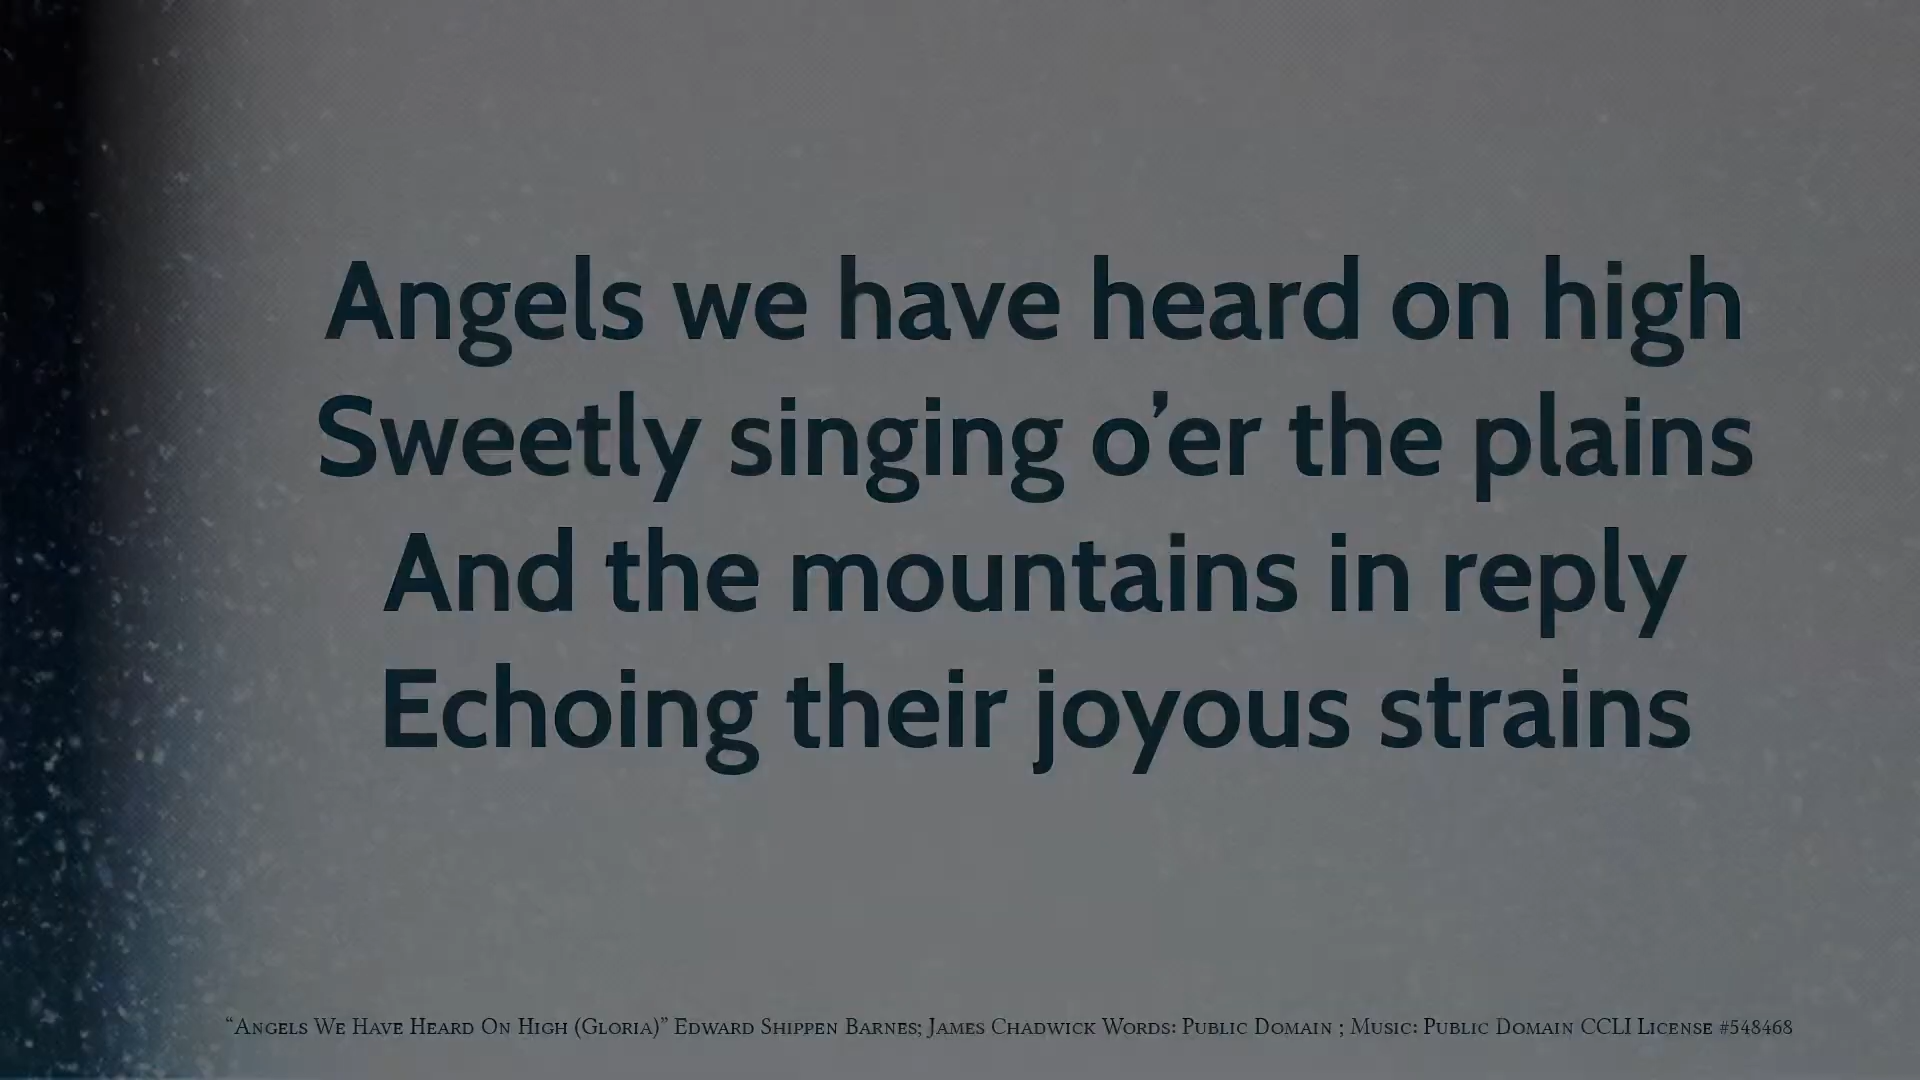 Angels we have heard on high
Sweetly singing o’er the plains
And the mountains in reply
Echoing their joyous strains
“Angels We Have Heard On High (Gloria)” Edward Shippen Barnes; James Chadwick Words: Public Domain ; Music: Public Domain CCLI License #548468